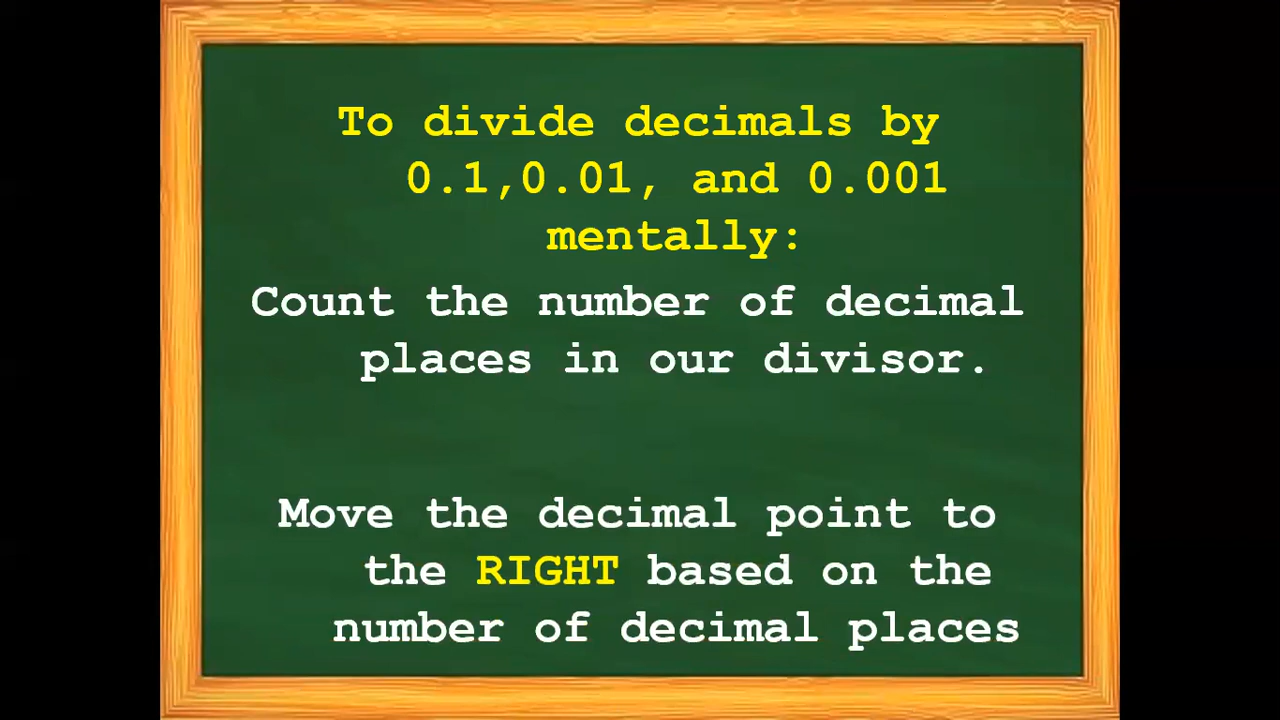 To divide decimals by
0.1,0.01, and 0.001
mentally:
Count the number of decimal
places in our divisor.
Move the decimal point to
the RIGHT based on the
number of decimal places